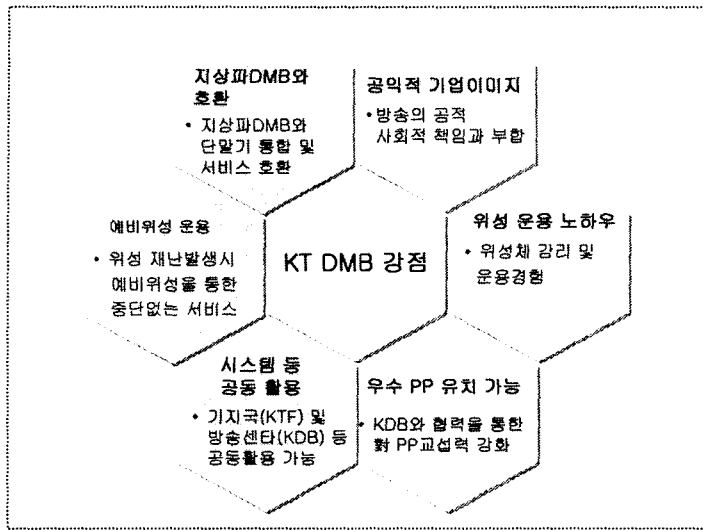 지상파DMB와
호환
• 지상파DMB와
단말기 통합 및
서비스 호환
공익적 기업이미지
• 방송의 공적
사회적 책임과 부합
예비위성 운용
• 위성 재난발생시
예비위성을 통한
중단없는 서비스
KT DMB 강점
위성 운용 노하우
• 위성체 감리 및
운용경험
시스템 등
공동 활용
• 기지국(KTF) 및
방송센타(KDB) 등
공동활용 가능
우수 PP 유치 가능
• KDB와 협력을 통한
對 PP교섭력 강화